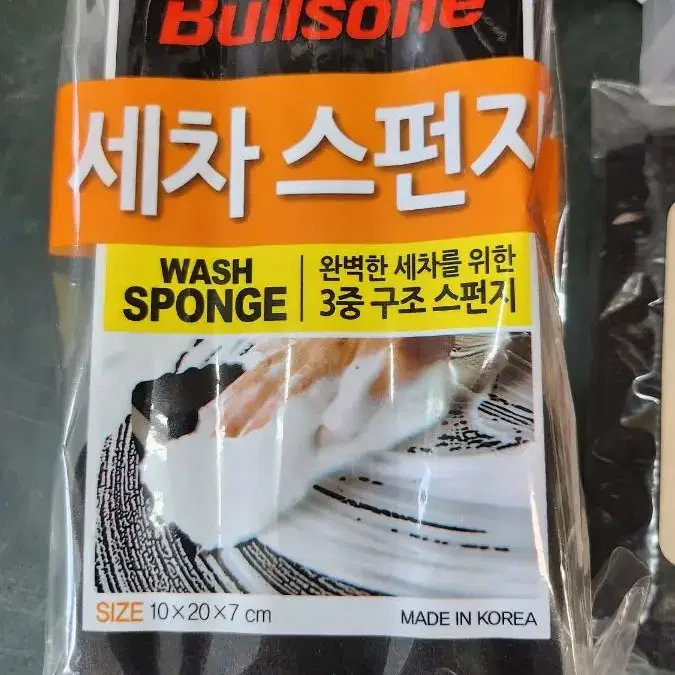 Bullsone
세차 스펀지
WASH
SPONGE
완벽한 세차를 위한
3중 구조 스펀지
SIZE 10×20×7 cm
MADE IN KOREA